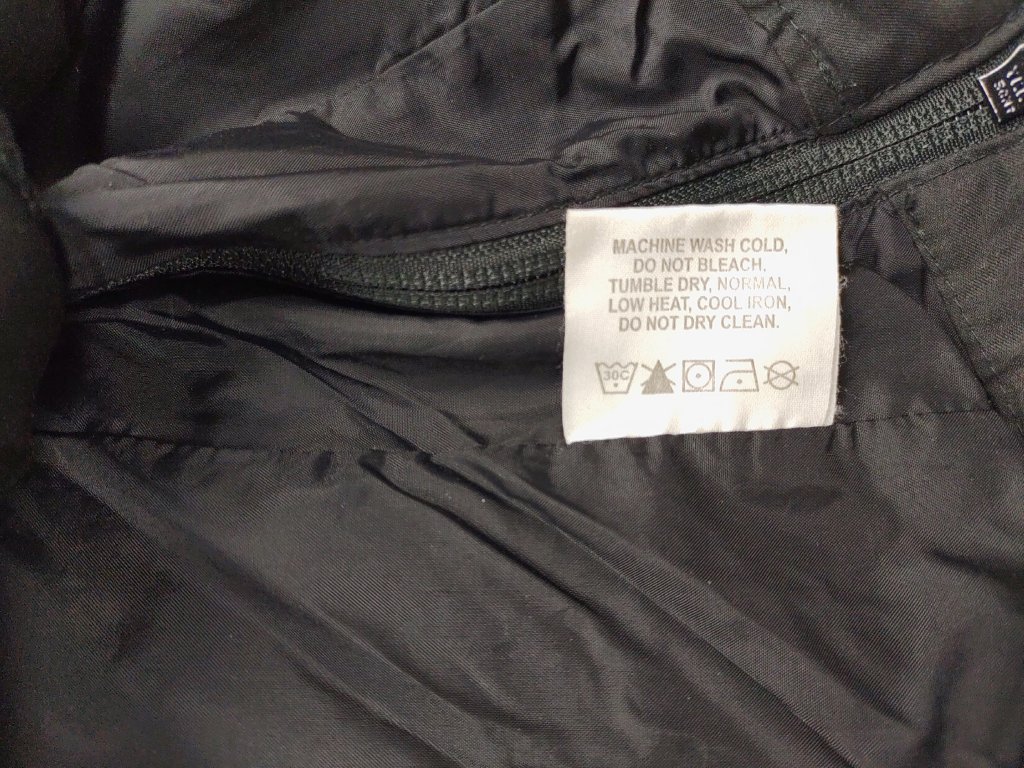 MACHINE WASH COLD,
DO NOT BLEACH.
TUMBLE DRY, NORMAL,
LOW HEAT, COOL IRON,
DO NOT DRY CLEAN.
30C